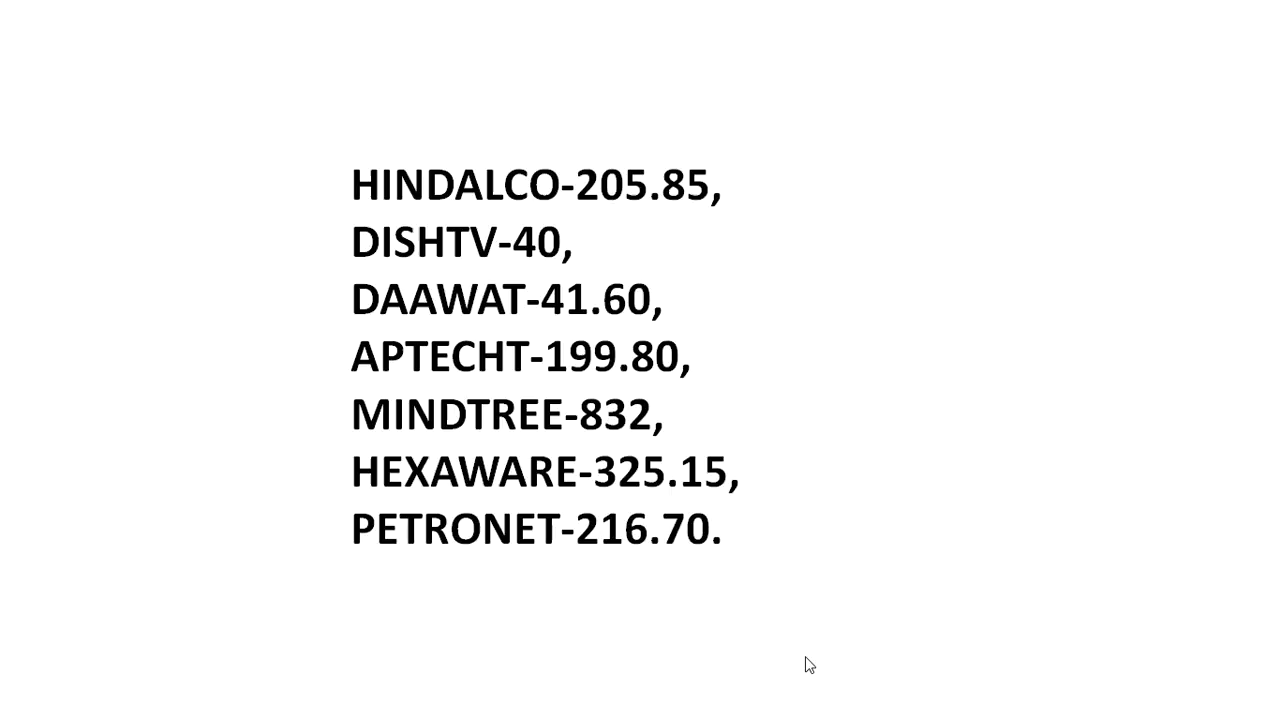 HINDALCO-205.85,
DISHTV-40,
DAAWAT-41.60,
APTECHT-199.80,
MINDTREE-832,
HEXAWARE-325.15,
PETRONET-216.70.